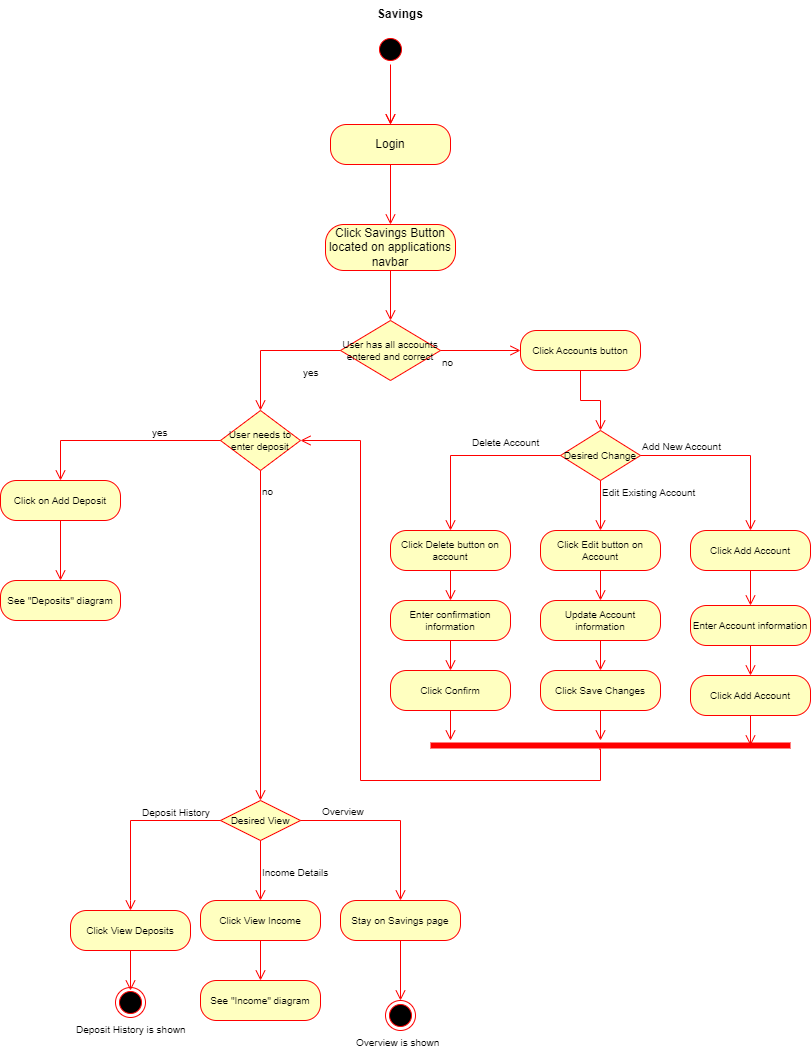 Savings
Login
Click Savings Button
located on applications
navbar
User has all accounts
entered and correct
yes
no
Click Accounts button
User needs to
enter deposit
yes
no
Click on Add Deposit
See "Deposits" diagram
Desired Change
Delete Account
Add New Account
Edit Existing Account
Click Delete button on
account
Click Edit button on
Account
Click Add Account
Enter confirmation
information
Update Account
information
Enter Account information
Click Confirm
Click Save Changes
Click Add Account
Desired View
Deposit History
Overview
Income Details
Click View Deposits
Click View Income
Stay on Savings page
See "Income" diagram
Deposit History is shown
Overview is shown